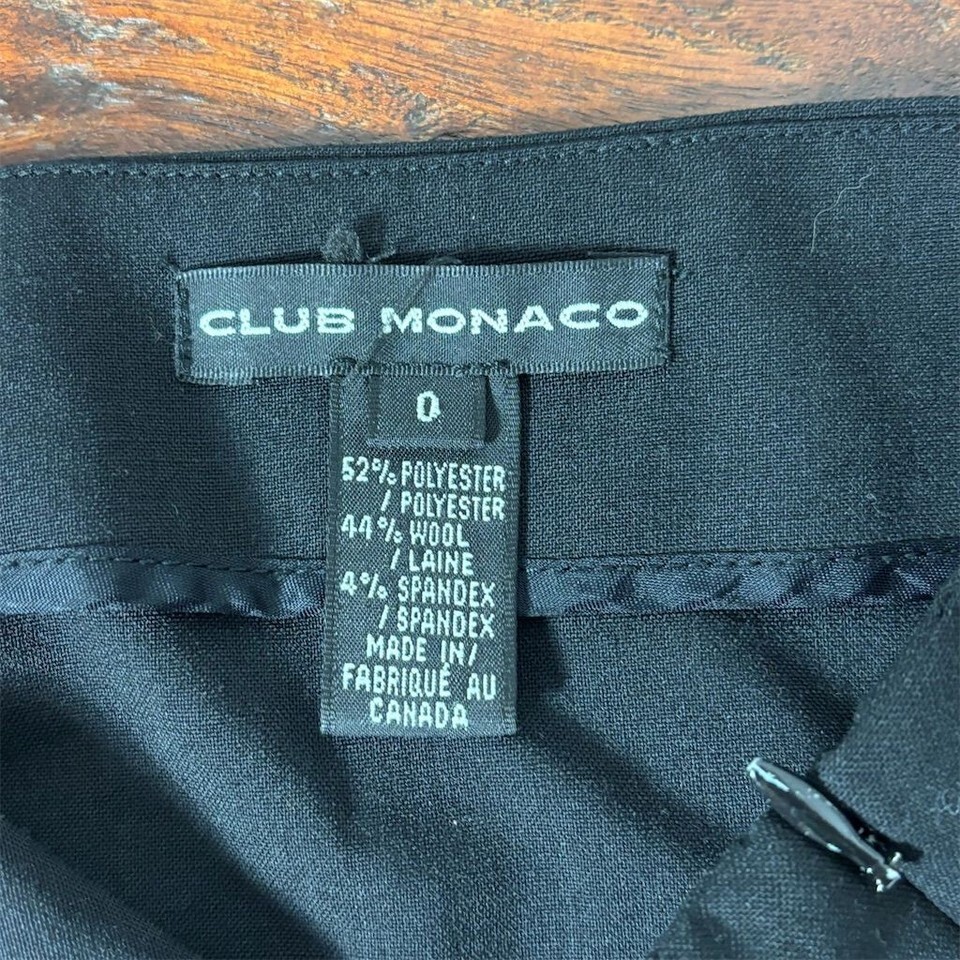 CLUB MONACO
0
52% POLYESTER
/ POLYESTER
44% WOOL
/ LAINE
4% SPANDEX
/ SPANDEX
MADE IN/
FABRIQUÉ AU
CANADA